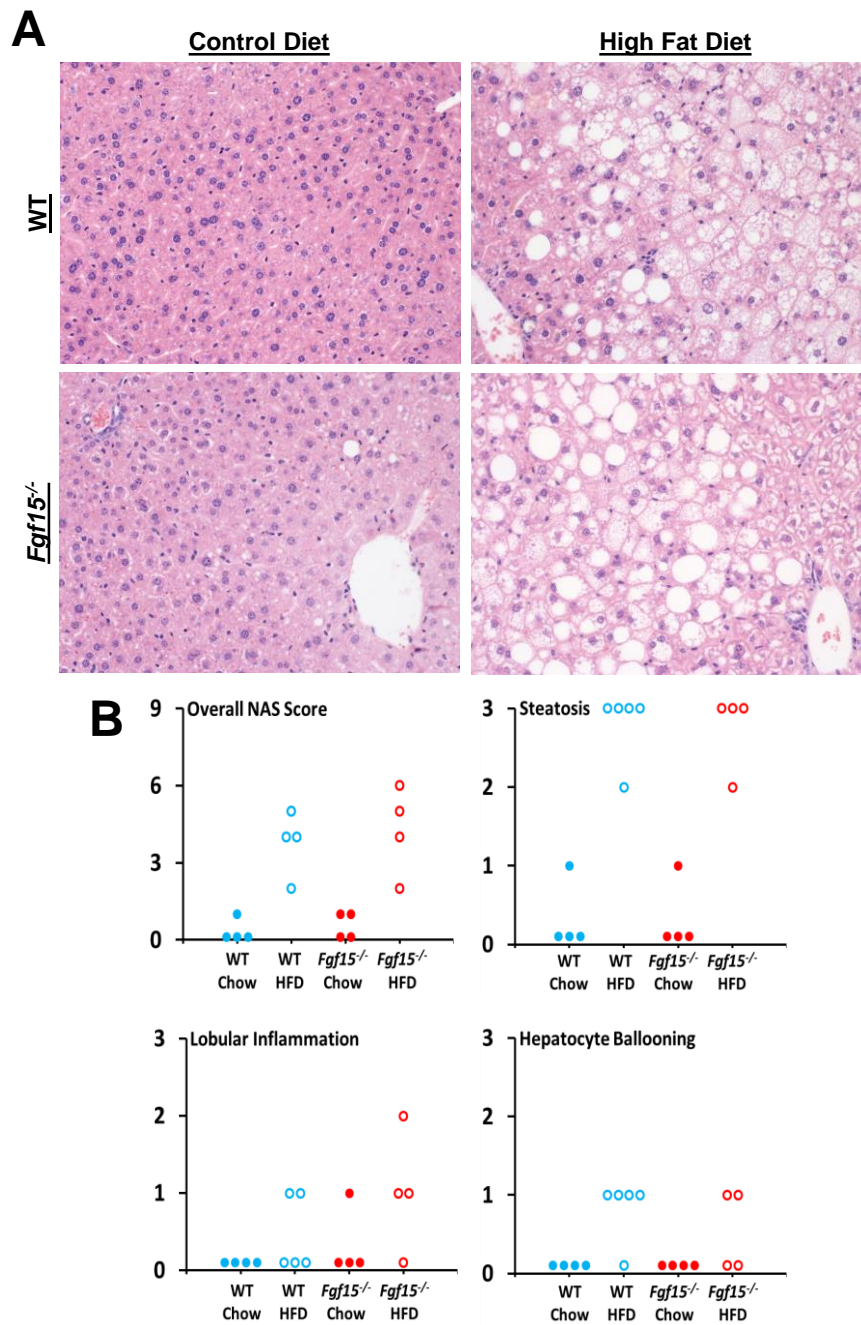 A
Control Diet
High Fat Diet
WT
Fgf15-/-
B
Overall NAS Score
9
6
3
0
WT Chow
WT HFD
Fgf15-/- Chow
Fgf15-/- HFD
Steatosis
3
2
1
0
WT Chow
WT HFD
Fgf15-/- Chow
Fgf15-/- HFD
Lobular Inflammation
3
2
1
0
WT Chow
WT HFD
Fgf15-/- Chow
Fgf15-/- HFD
Hepatocyte Ballooning
3
2
1
0
WT Chow
WT HFD
Fgf15-/- Chow
Fgf15-/- HFD